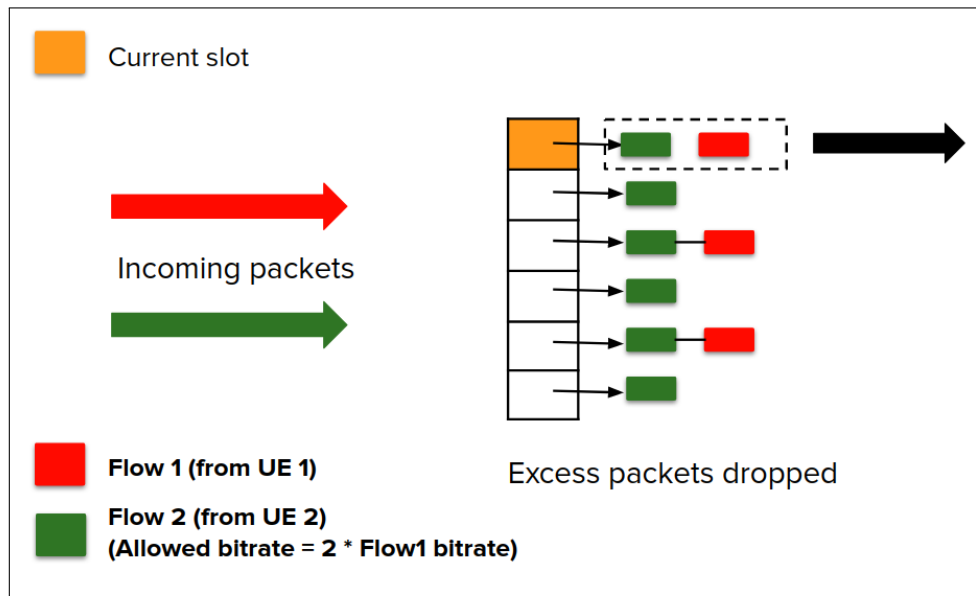 Current slot
Incoming packets
Flow 1 (from UE 1)
Flow 2 (from UE 2)
(Allowed bitrate = 2 * Flow1 bitrate)
Excess packets dropped